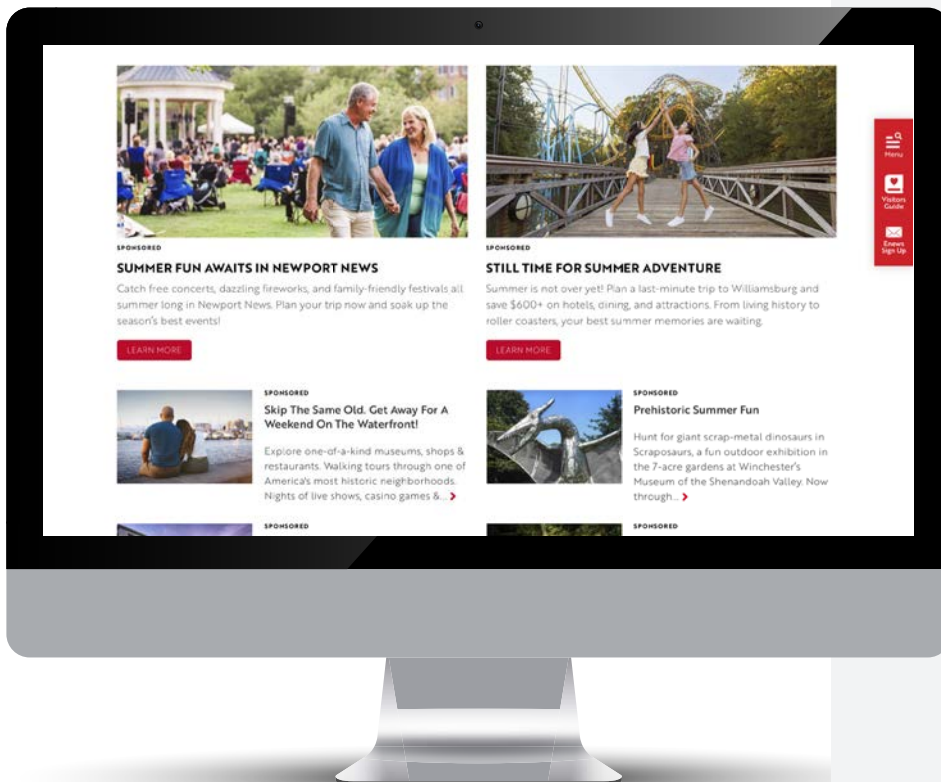 SPONSORED
SUMMER FUN AWAITS IN NEWPORT NEWS
Catch free concerts, dazzling fireworks, and family-friendly festivals all
summer long in Newport News. Plan your trip now and soak up the
season's best events!
LEARN MORE
SPONSORED
STILL TIME FOR SUMMER ADVENTURE
Summer is not over yet! Plan a last-minute trip to Williamsburg and
save $600+ on hotels, dining, and attractions. From living history to
roller coasters, your best summer memories are waiting.
LEARN MORE
SPONSORED
Skip The Same Old. Get Away For A
Weekend On The Waterfront!
Explore one-of-a-kind museums, shops &
restaurants. Walking tours through one of
America's most historic neighborhoods.
Nights of live shows, casino games &...
SPONSORED
Prehistoric Summer Fun
Hunt for giant scrap-metal dinosaurs in
Scraposaurs, a fun outdoor exhibition in
the 7-acre gardens at Winchester's
Museum of the Shenandoah Valley. Now
through...
SPONSORED
SPONSORED
Menu
Visitors
Guide
Enews
Sign Up